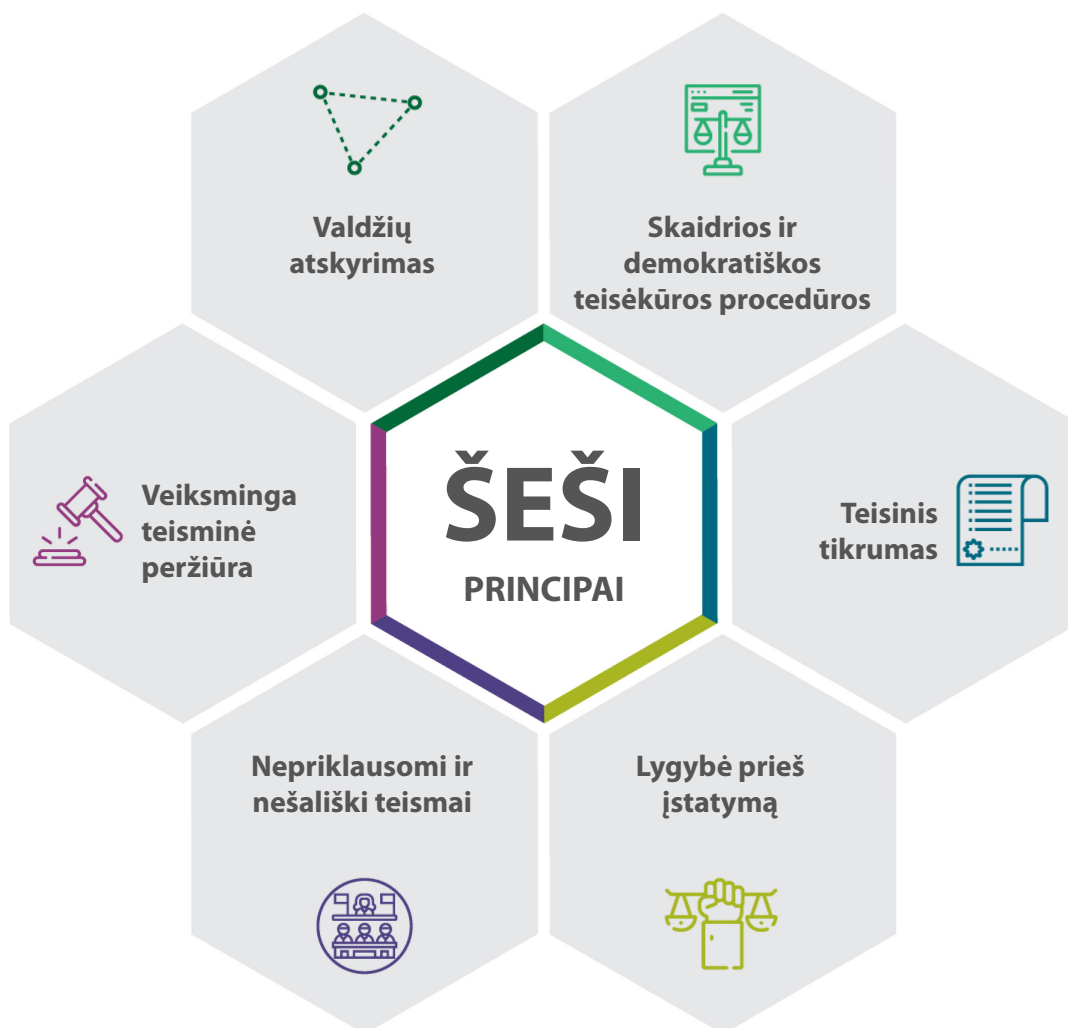 Valdžių
atskyrimas
Skaidrios ir
demokratiškos
teisėkūros procedūros
Veiksminga
teisminė
peržiūra
ŠEŠI
PRINCIPAI
Teisinis
tikrumas
Nepriklausomi ir
nešališki teismai
Lygybė prieš
įstatymą